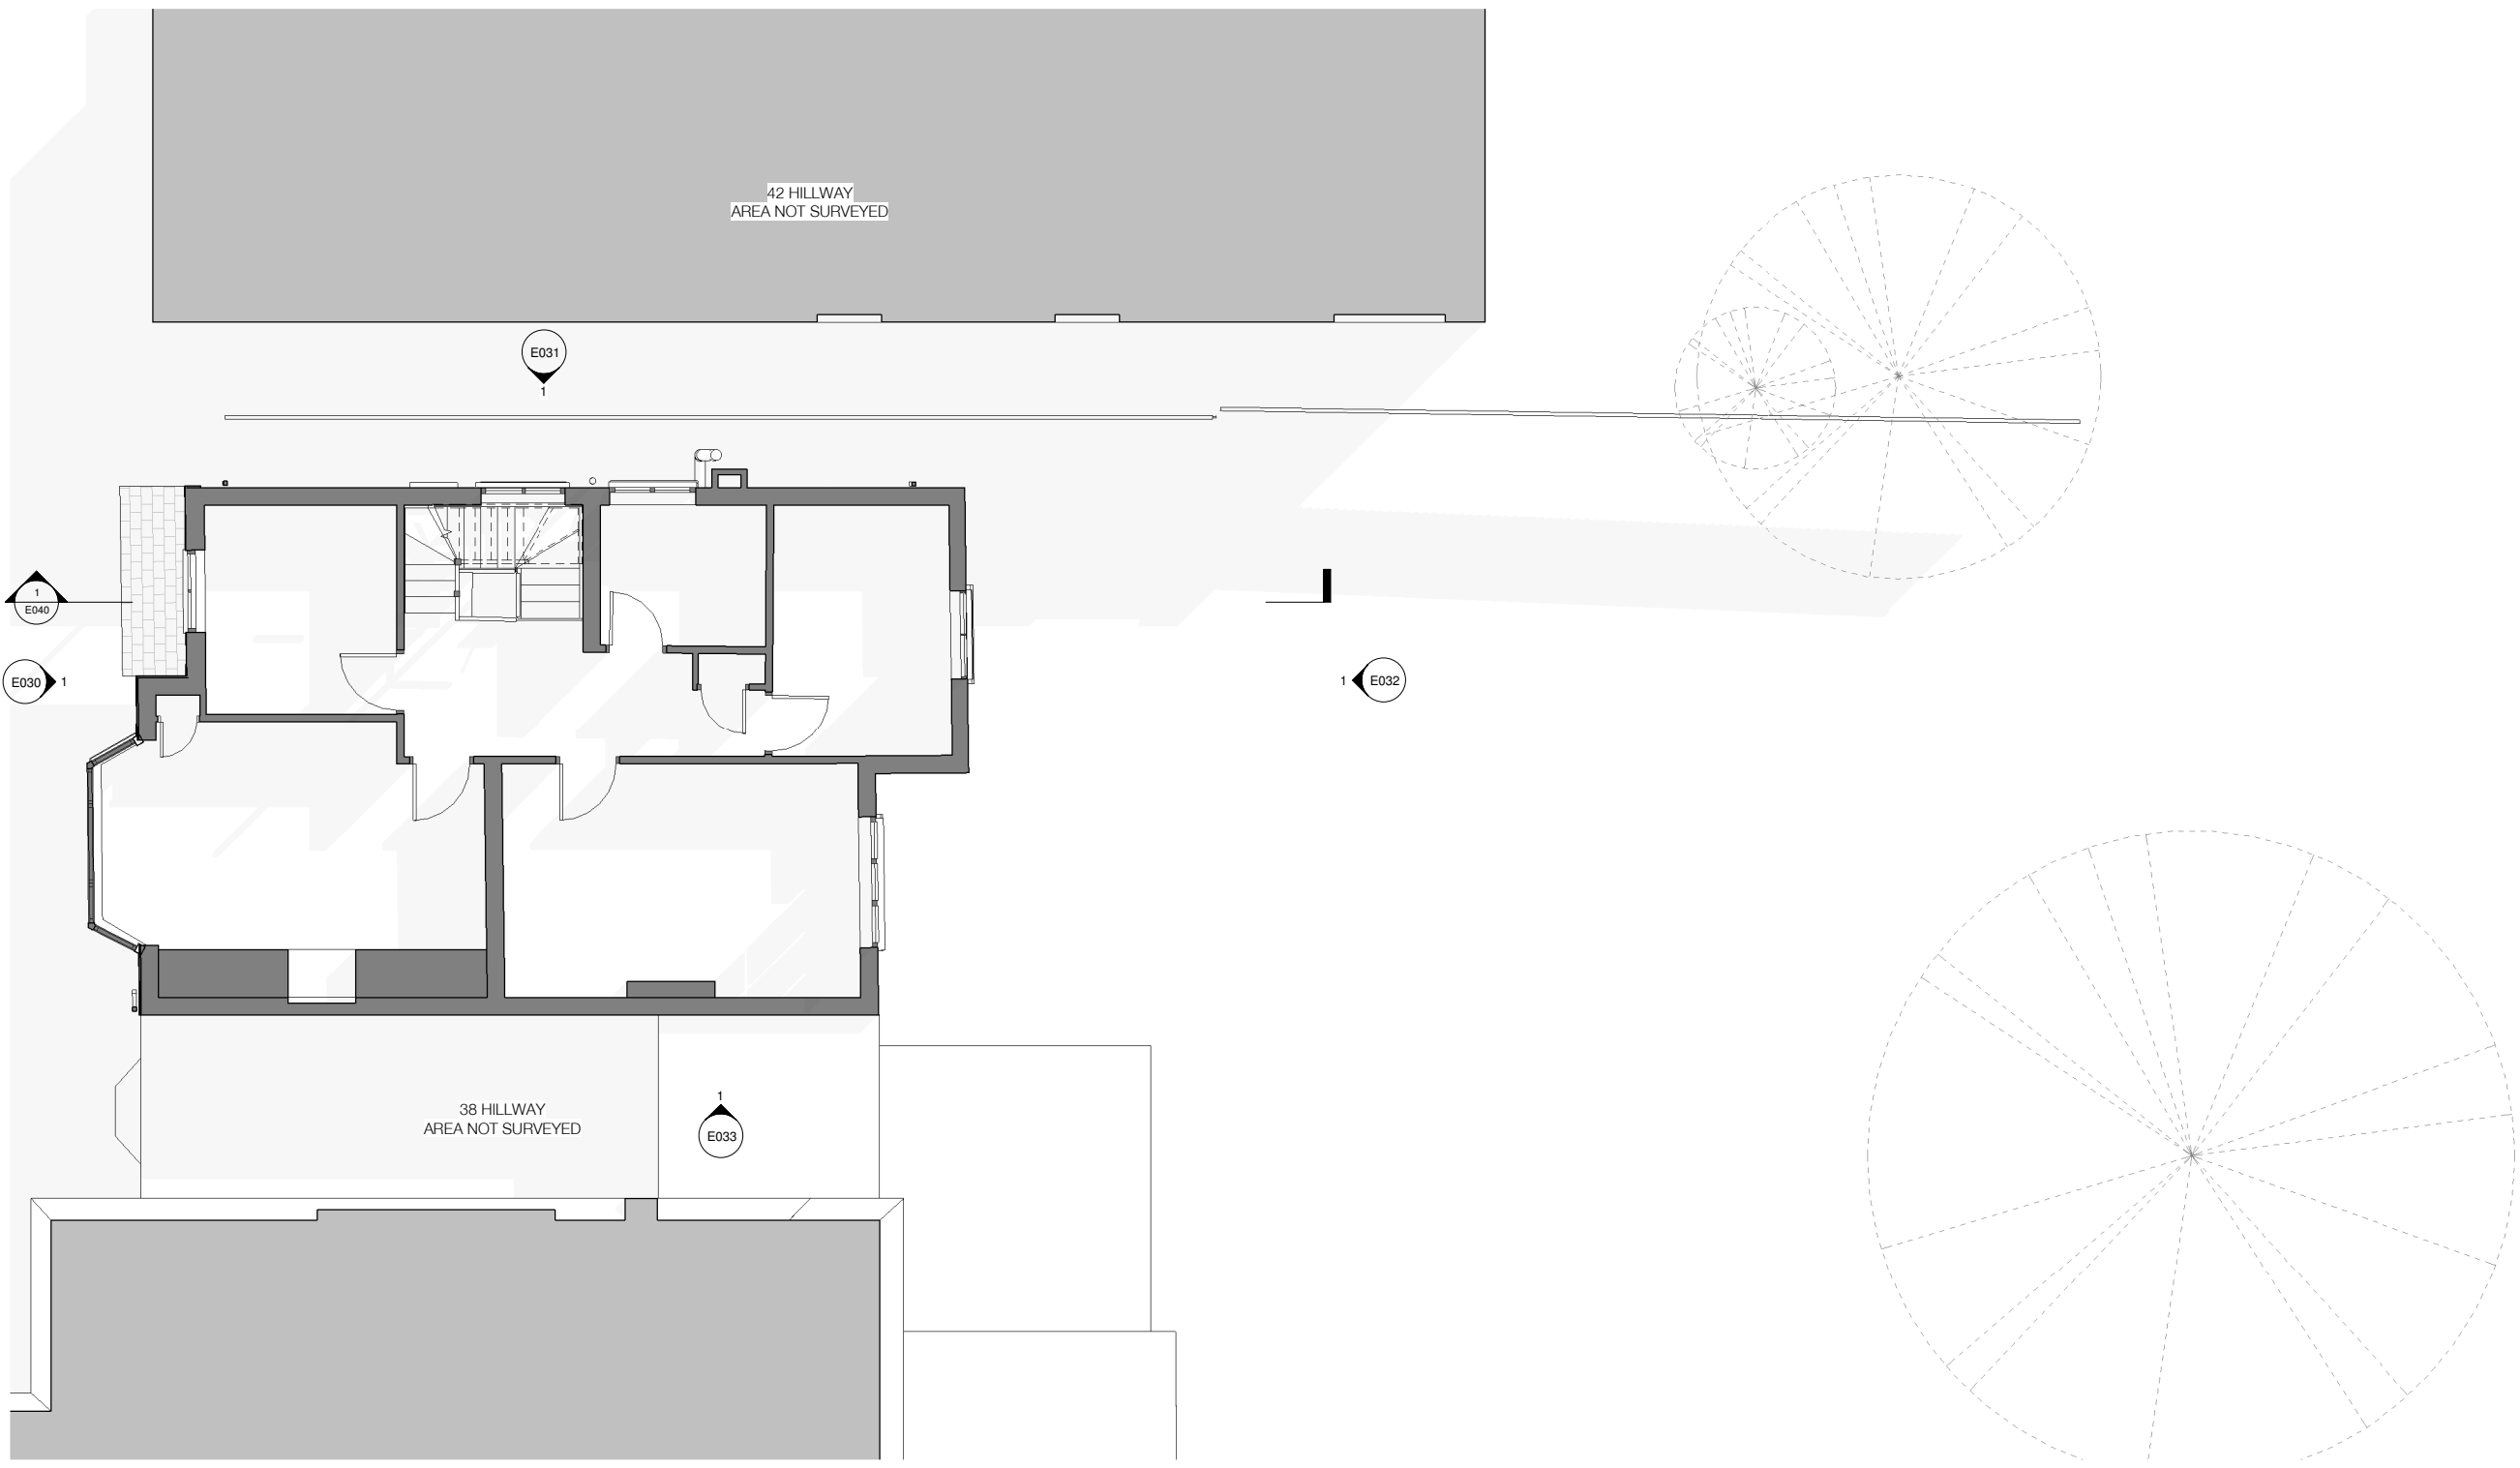 42 HILLWAY
AREA NOT SURVEYED
E031
1
1
E040
E030
1
1
E032
38 HILLWAY
AREA NOT SURVEYED
1
E033